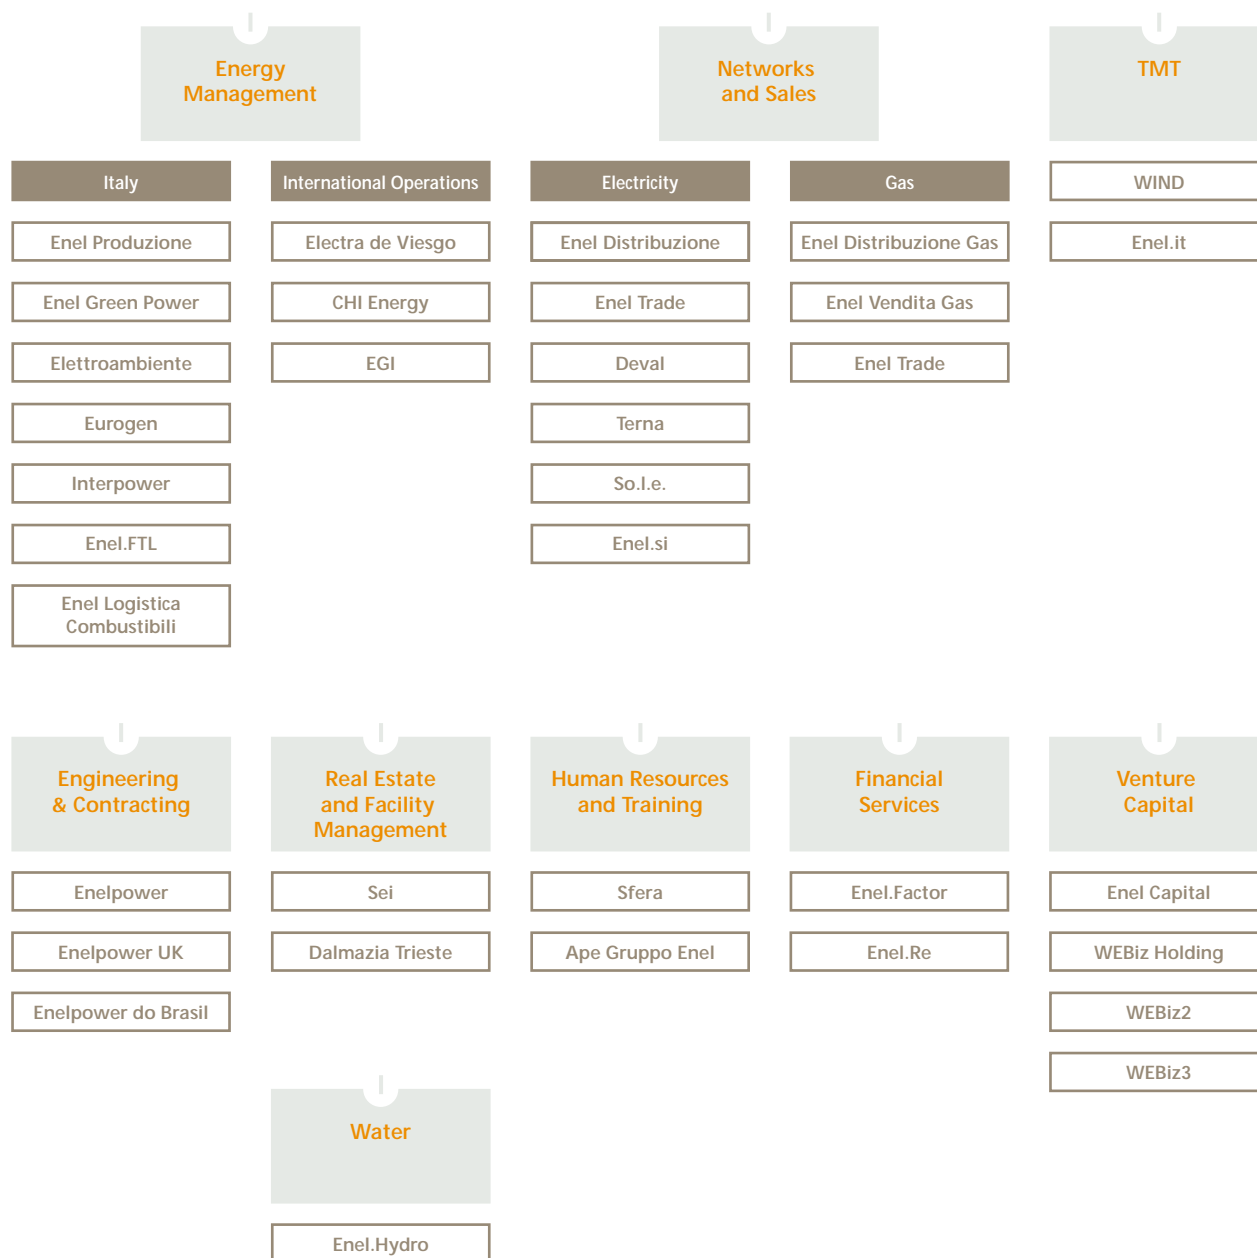 Energy
Management
Networks
and Sales
TMT
Italy
International Operations
Electricity
Gas
WIND
Enel Produzione
Electra de Viesgo
Enel Distribuzione
Enel Distribuzione Gas
Enel.it
Enel Green Power
CHI Energy
Enel Trade
Enel Vendita Gas
Elettroambiente
EGI
Deval
Enel Trade
Eurogen
Terna
Interpower
So.l.e.
Enel.FTL
Enel.si
Enel Logistica
Combustibili
Engineering
& Contracting
Real Estate
and Facility
Management
Human Resources
and Training
Financial
Services
Venture
Capital
Enelpower
Sei
Sfera
Enel.Factor
Enel Capital
Enelpower UK
Dalmazia Trieste
Ape Gruppo Enel
Enel.Re
WEBiz Holding
Enelpower do Brasil
WEBiz2
WEBiz3
Water
Enel.Hydro